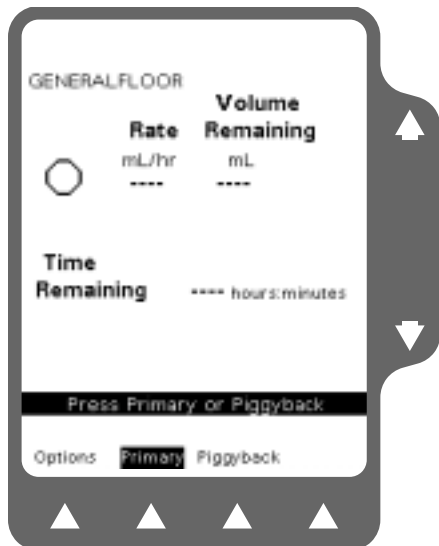 GENERALFLOOR
Volume
Rate Remaining
mL/hr mL
---- ----
Time
Remaining ---- hours:minutes
Press Primary or Piggyback
Options Primary Piggyback